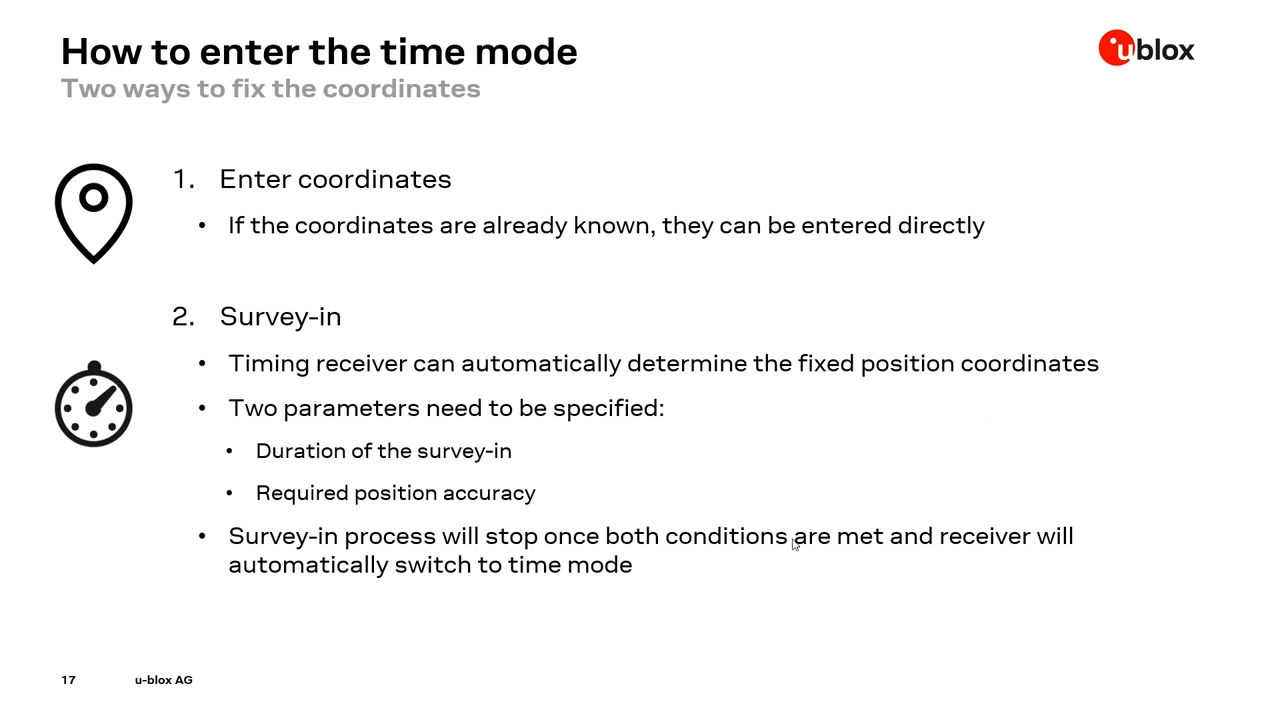 How to enter the time mode
Two ways to fix the coordinates
ublox
1. Enter coordinates
• If the coordinates are already known, they can be entered directly
2. Survey-in
• Timing receiver can automatically determine the fixed position coordinates
• Two parameters need to be specified:
• Duration of the survey-in
• Required position accuracy
• Survey-in process will stop once both conditions are met and receiver will
automatically switch to time mode
17 u-blox AG